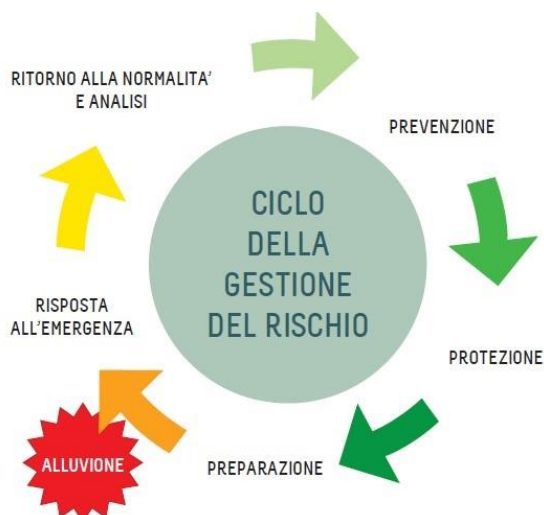 RITORNO ALLA NORMALITA'
E ANALISI
PREVENZIONE
CICLO
DELLA
GESTIONE
DEL RISCHIO
RISPOSTA
ALL'EMERGENZA
PROTEZIONE
ALLUVIONE
PREPARAZIONE